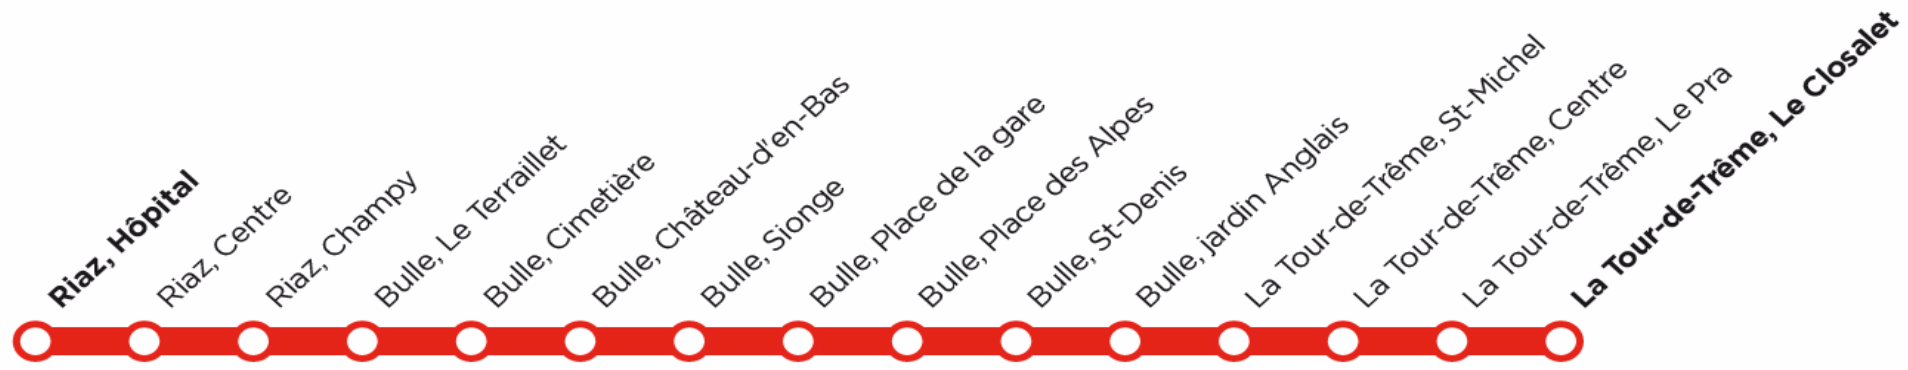 Riaz, Hôpital
Riaz, Centre
Riaz, Champy
Bulle, Le Terraillet
Bulle, Cimetière
Bulle, Château-d'en-Bas
Bulle, Sionge
Bulle, Place de la gare
Bulle, Place des Alpes
Bulle, St-Denis
Bulle, jardin Anglais
La Tour-de-Trême, St-Michel
La Tour-de-Trême, Centre
La Tour-de-Trême, Le Pra
La Tour-de-Trême, Le Closalet